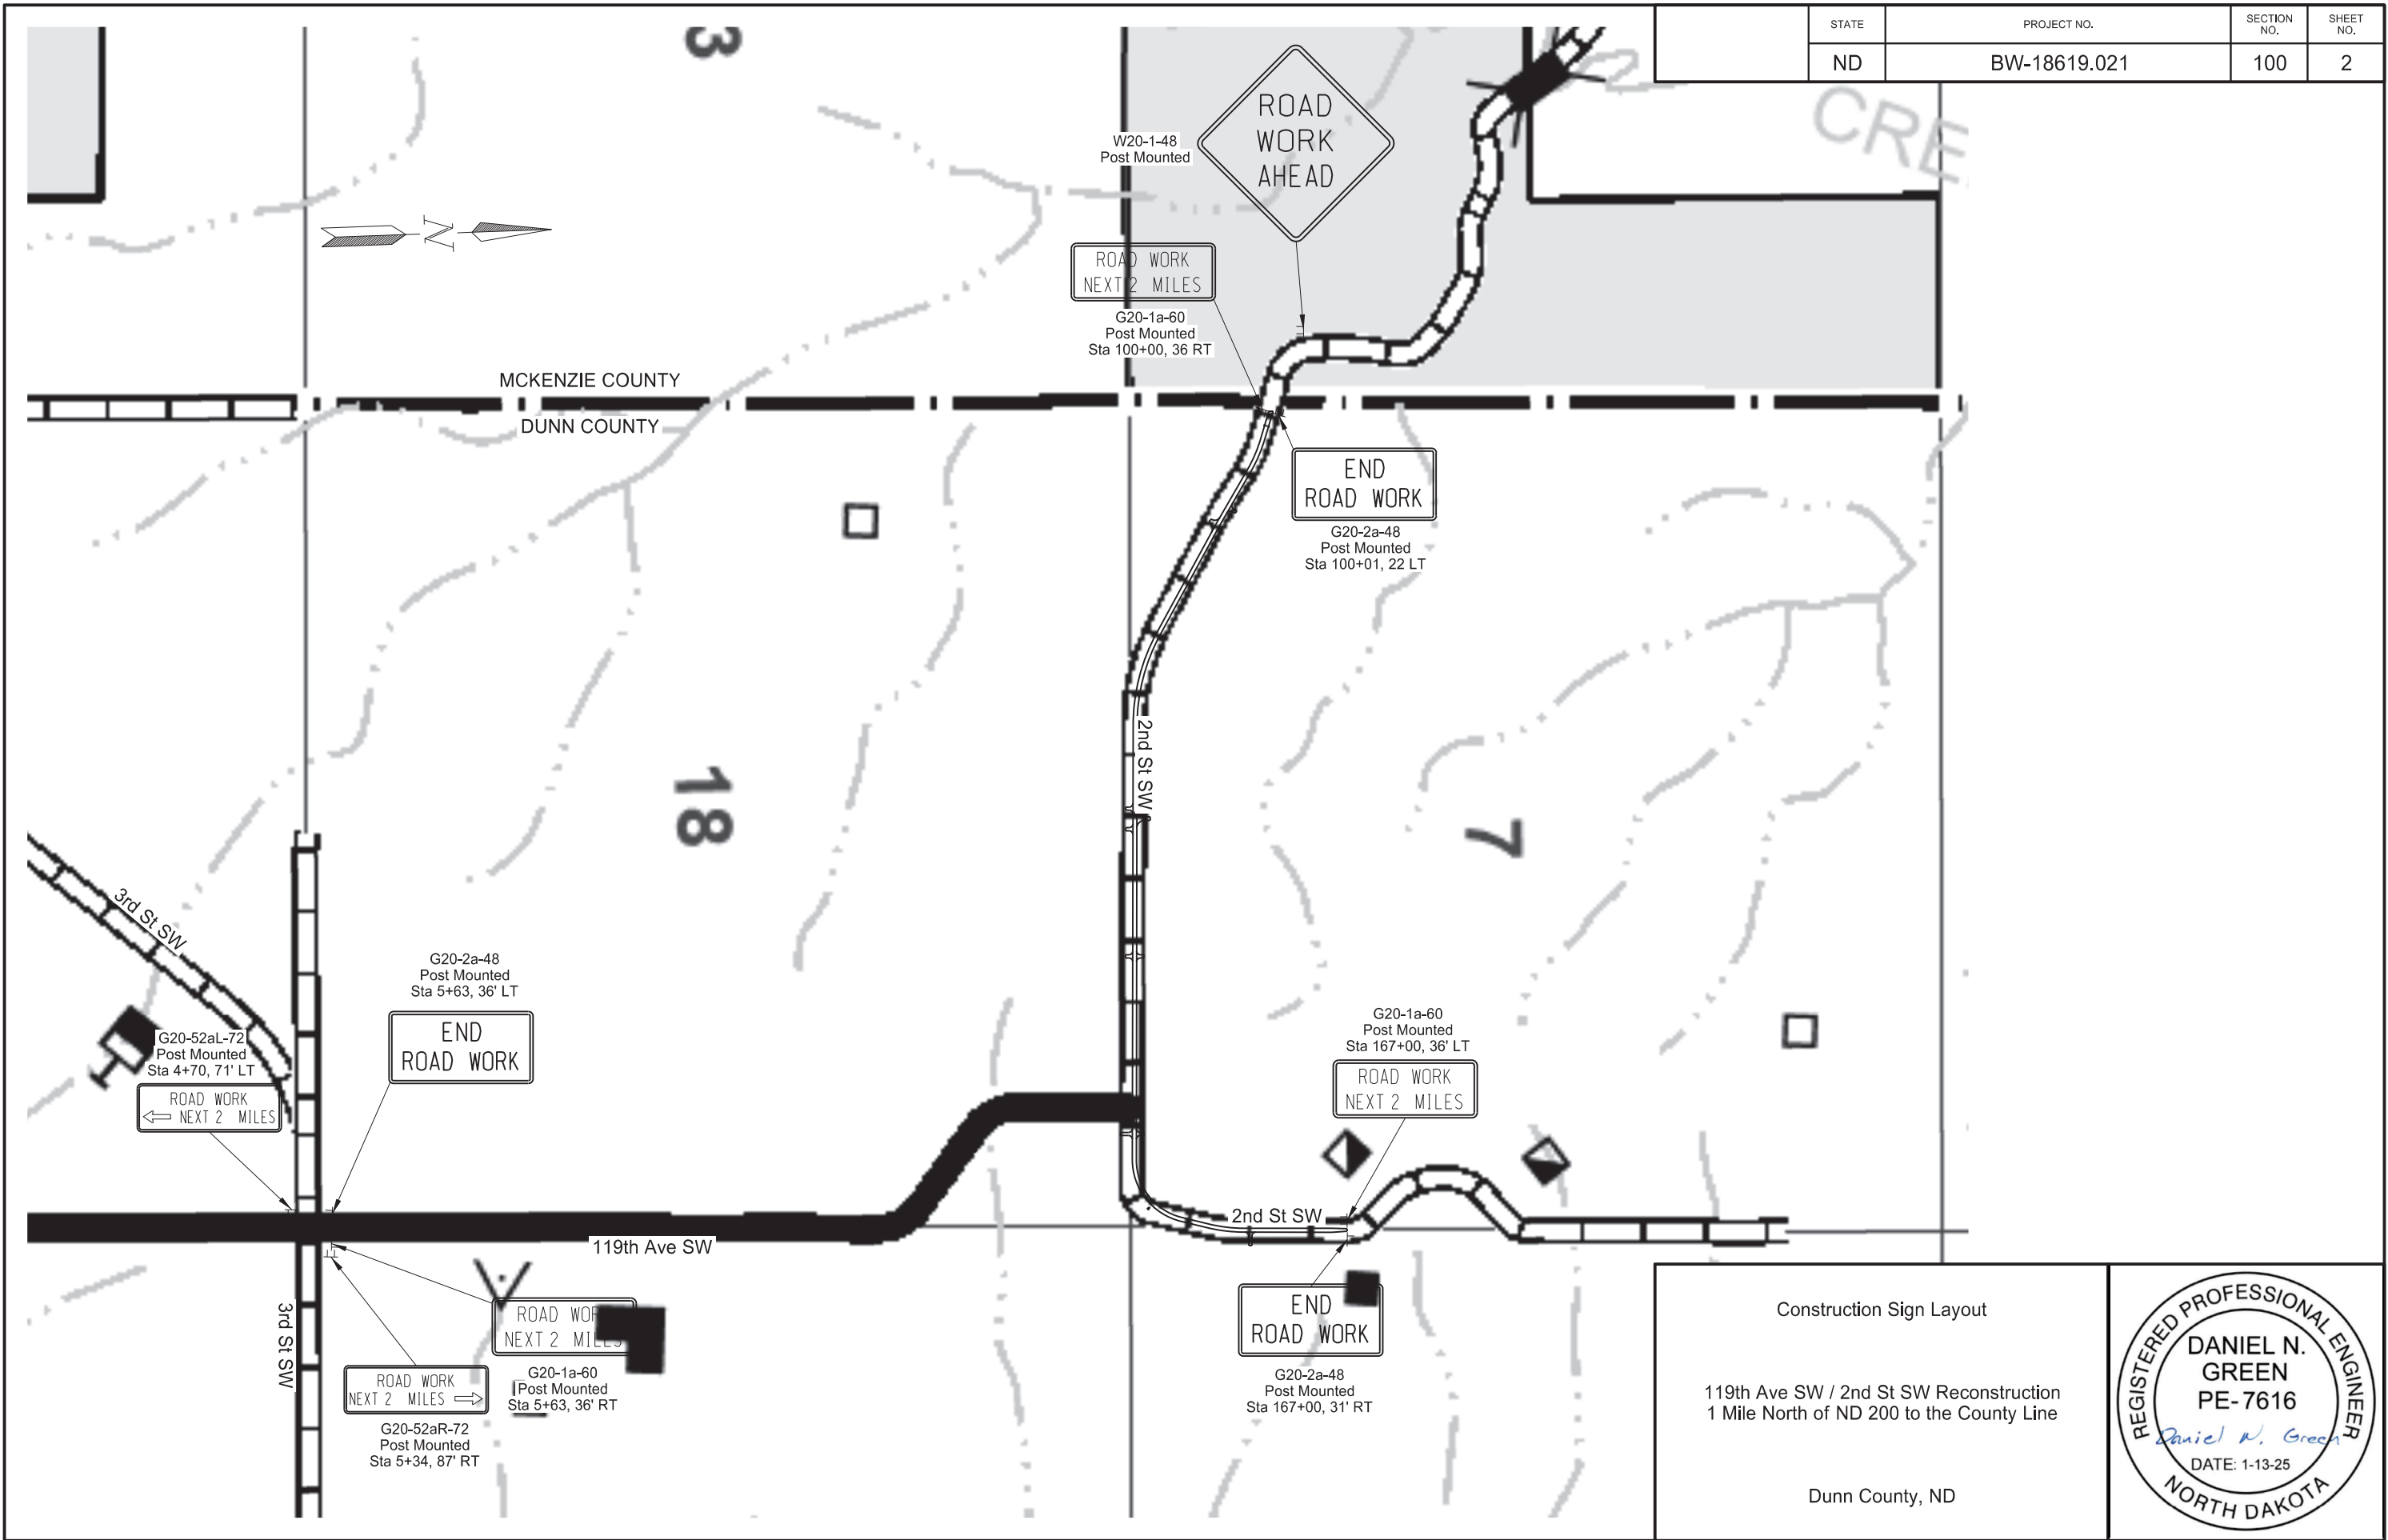 STATE
PROJECT NO.
SECTION NO.
SHEET NO.
ND
BW-18619.021
100
2
3
CRE
ROAD
WORK
AHEAD
W20-1-48
Post Mounted
N
ROAD WORK
NEXT 2 MILES
G20-1a-60
Post Mounted
Sta 100+00, 36 RT
MCKENZIE COUNTY
DUNN COUNTY
END
ROAD WORK
G20-2a-48
Post Mounted
Sta 100+01, 22 LT
2nd St SW
18
7
3rd St SW
G20-2a-48
Post Mounted
Sta 5+63, 36' LT
END
ROAD WORK
G20-52aL-72
Post Mounted
Sta 4+70, 71' LT
ROAD WORK
NEXT 2 MILES
G20-1a-60
Post Mounted
Sta 167+00, 36' LT
ROAD WORK
NEXT 2 MILES
2nd St SW
119th Ave SW
3rd St SW
ROAD WOR
NEXT 2 MILES
G20-1a-60
Post Mounted
Sta 5+63, 36' RT
ROAD WORK
NEXT 2 MILES
G20-52aR-72
Post Mounted
Sta 5+34, 87' RT
END
ROAD WORK
G20-2a-48
Post Mounted
Sta 167+00, 31' RT
Construction Sign Layout
119th Ave SW / 2nd St SW Reconstruction
1 Mile North of ND 200 to the County Line
Dunn County, ND
REGISTERED PROFESSIONAL ENGINEER
DANIEL N.
GREEN
PE-7616
Daniel N. Green
DATE: 1-13-25
NORTH DAKOTA